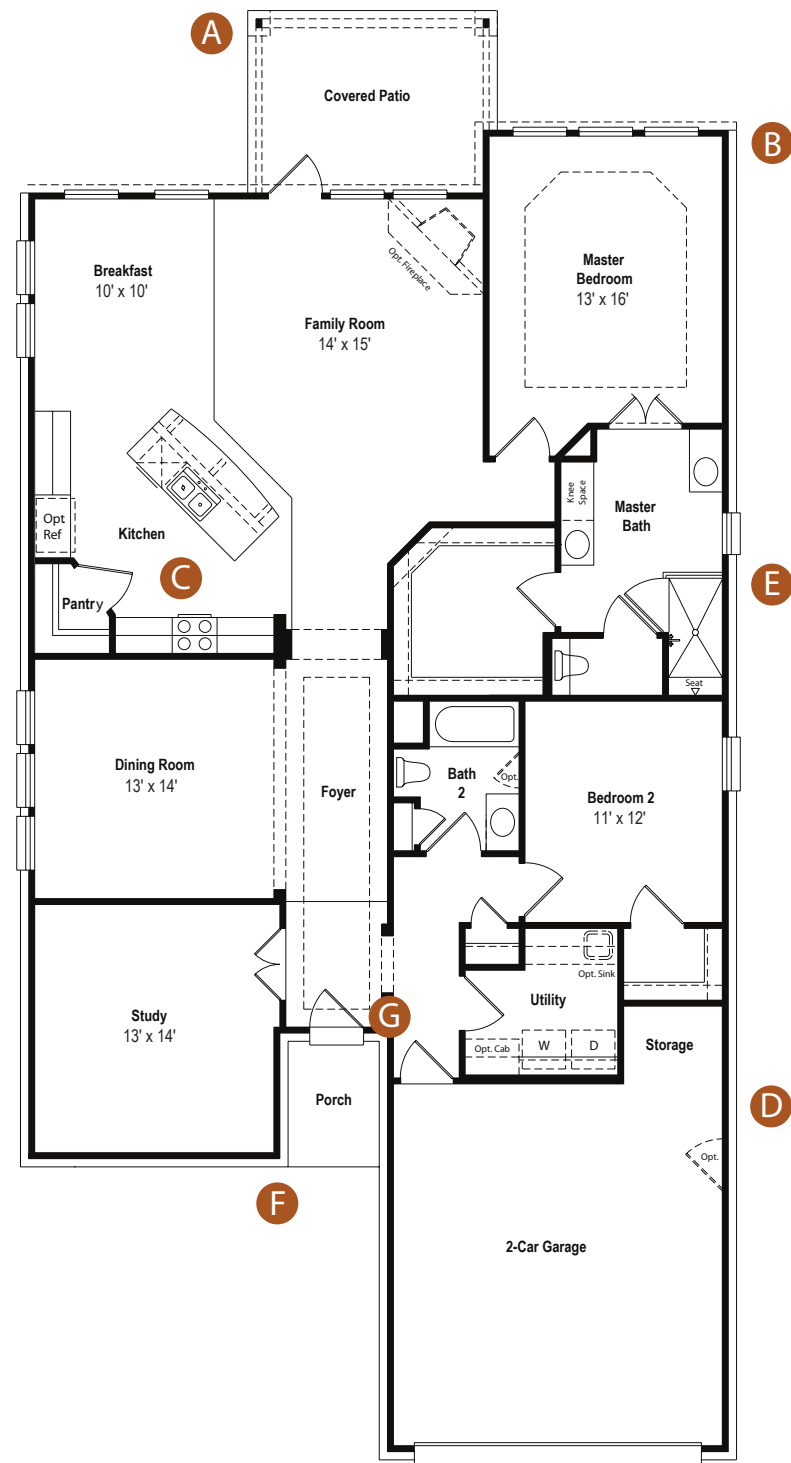 A
Covered Patio
B
Breakfast
10' x 10'
Opt. Fireplace
Master
Bedroom
13' x 16'
Family Room
14' x 15'
Knee
Space
Master
Bath
Opt
Ref
Kitchen
C
E
Pantry
Seat
Dining Room
13' x 14'
Foyer
Bath
2
Opt.
Bedroom 2
11' x 12'
Opt. Sink
Utility
G
Study
13' x 14'
Opt. Cab
W
D
Storage
Porch
D
Opt.
F
2-Car Garage